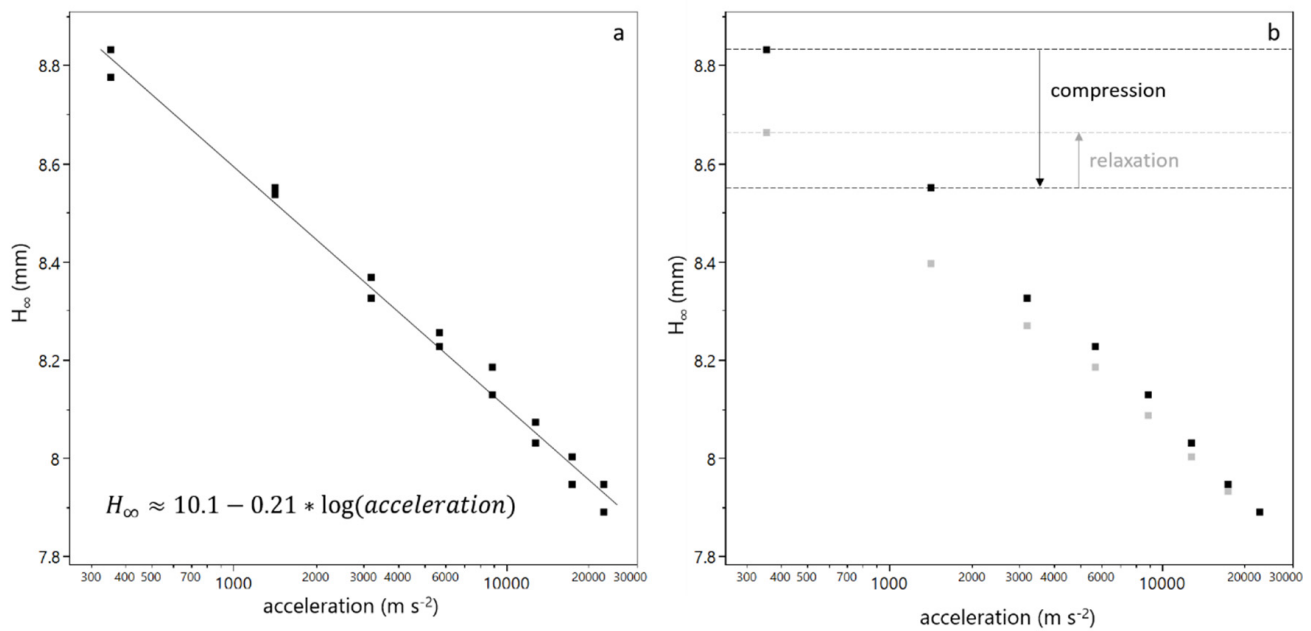 a
8.8
8.6
8.4
8.2
8
7.8
H∞ (mm)
H∞ ≈ 10.1 − 0.21 * log(acceleration)
300 400 500 700 1000 2000 3000 4000 6000 10000 20000 30000
acceleration (m s-2)
b
compression
relaxation
8.8
8.6
8.4
8.2
8
7.8
H∞ (mm)
300 400 500 700 1000 2000 3000 4000 6000 10000 20000 30000
acceleration (m s-2)